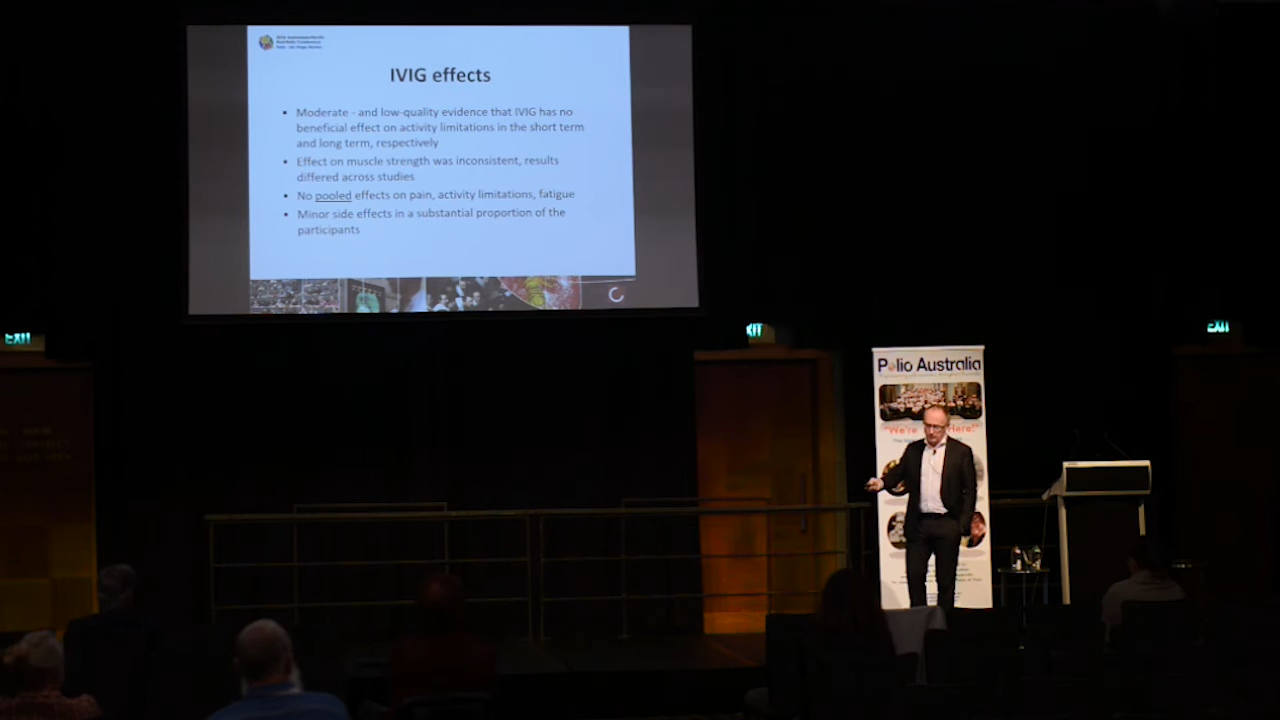 IVIG effects
▪ Moderate - and low-quality evidence that IVIG has no
beneficial effect on activity limitations in the short term
and long term, respectively
▪ Effect on muscle strength was inconsistent, results
differed across studies
▪ No pooled effects on pain, activity limitations, fatigue
▪ Minor side effects in a substantial proportion of the
participants
EXIT
EXIT
Polio Australia
"We're Here!"